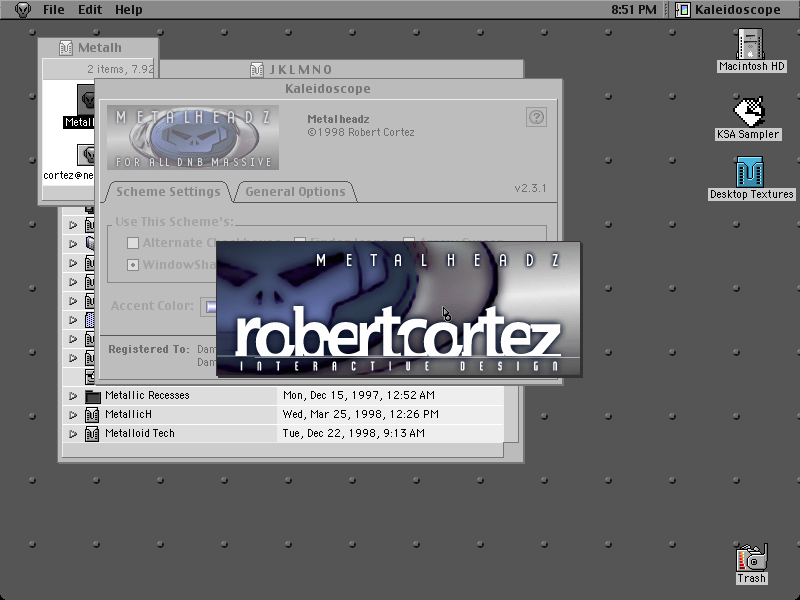 File Edit Help
8:51 PM
Kaleidoscope
Metalh
2 items, 7.92
Metall
cortez@ne
J K L M N O
Kaleidoscope
METALHEADZ
FOR ALL DNB MASSIVE
Metalheadz
©1998 Robert Cortez
?
Scheme Settings
General Options
v2.3.1
Use This Scheme's:
Alternate
WindowSha
Accent Color:
METALHEADZ
robertcortez
INTERACTIVE DESIGN
Registered To: Dam
Dam
Metallic Recesses Mon, Dec 15, 1997, 12:52 AM
MetallicH Wed, Mar 25, 1998, 12:26 PM
Metalloid Tech Tue, Dec 22, 1998, 9:13 AM
Macintosh HD
KSA Sampler
Desktop Textures
Trash